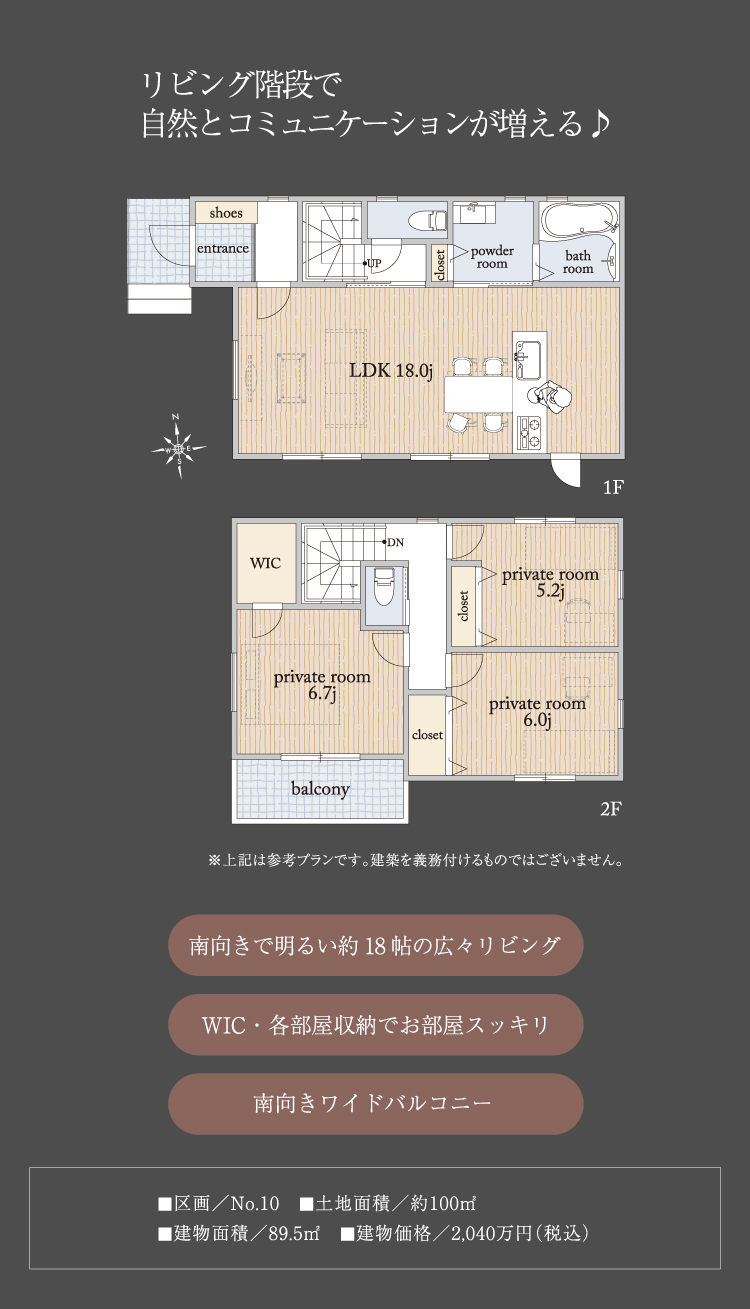 リビング階段で
自然とコミュニケーションが増える♪
shoes
entrance
UP
closet
powder
room
bath
room
LDK 18.0j
N
W E
S
1F
WIC
DN
private room
5.2j
closet
private room
6.7j
private room
6.0j
closet
balcony
2F
※上記は参考プランです。建築を義務付けるものではございません。
南向きで明るい約18帖の広々リビング
WIC・各部屋収納でお部屋スッキリ
南向きワイドバルコニー
■区画／No.10 ■土地面積／約100㎡
■建物面積／89.5㎡ ■建物価格／2,040万円（税込）